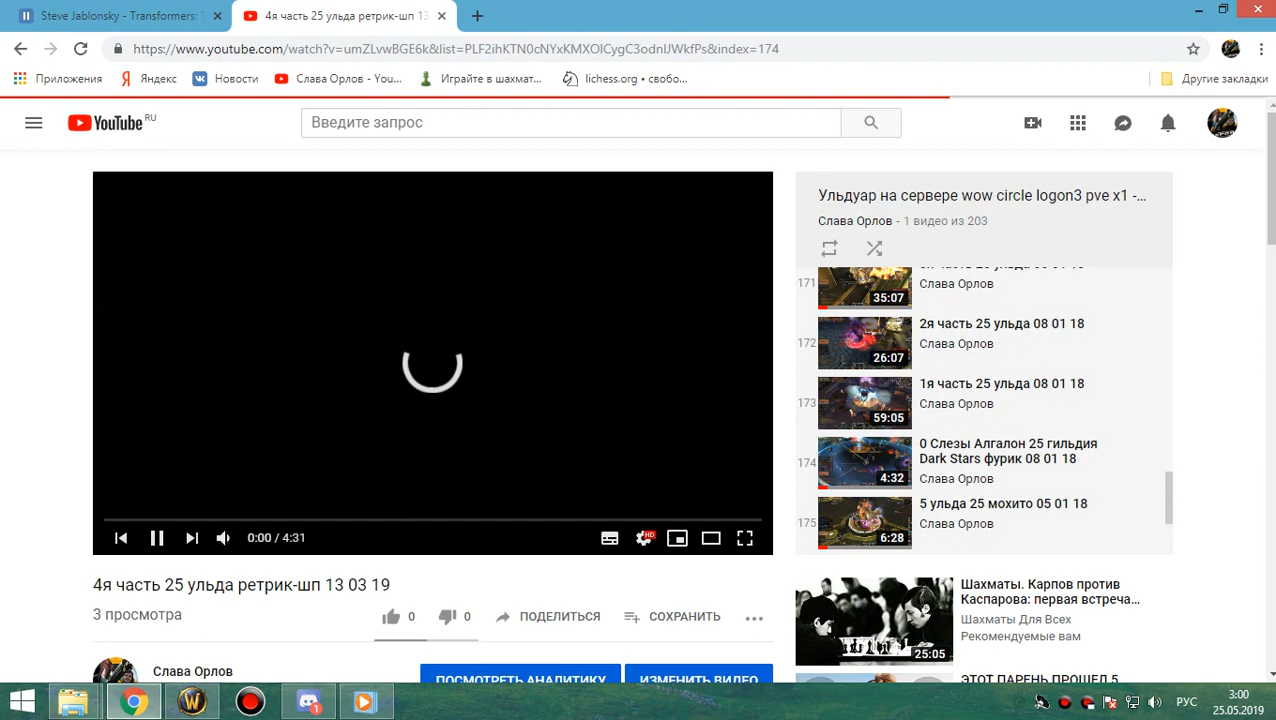 Steve Jablonsky - Transformers: T
4я часть 25 ульда ретрик-шп 13
https://www.youtube.com/watch?v=umZLvwBGE6k&list=PLF2ihKTN0cNYxKMXOICygC3odnIJWkfPs&index=174
Приложения
Яндекс
Новости
Слава Орлов - You...
Играйте в шахмат...
lichess.org • свобо...
Другие закладки
YouTube RU
Введите запрос
Ульдуар на сервере wow circle logon3 pve x1 -...
Слава Орлов - 1 видео из 203
171
35:07
Слава Орлов
172
26:07
2я часть 25 ульда 08 01 18
Слава Орлов
173
59:05
1я часть 25 ульда 08 01 18
Слава Орлов
174
4:32
0 Слезы Алгалон 25 гильдия
Dark Stars фурик 08 01 18
Слава Орлов
175
6:28
5 ульда 25 мохито 05 01 18
Слава Орлов
0:00 / 4:31
HD
4я часть 25 ульда ретрик-шп 13 03 19
3 просмотра
0
0
ПОДЕЛИТЬСЯ
СОХРАНИТЬ
Слава Орлов
ПОСМОТРЕТЬ АНАЛИТИКУ
ИЗМЕНИТЬ ВИДЕО
25:05
Шахматы. Карпов против
Каспарова: первая встреча...
Шахматы Для Всех
Рекомендуемые вам
ЭТОТ ПАРЕНЬ ПРОШЕЛ 5
РУС
3:00
25.05.2019